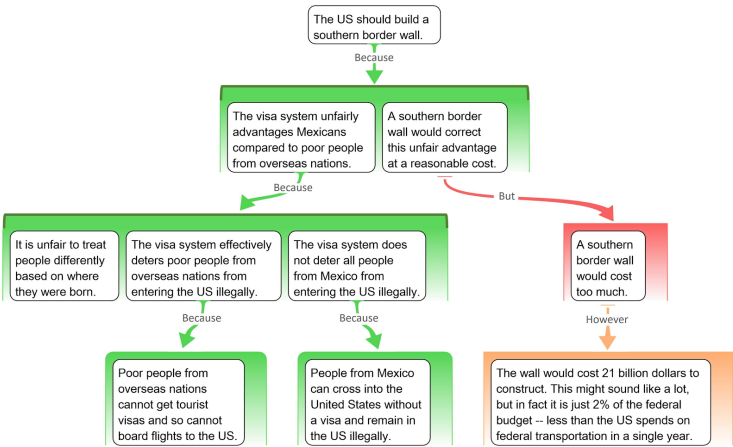 The US should build a
southern border wall.
Because
The visa system unfairly
advantages Mexicans
compared to poor people
from overseas nations.
A southern border
wall would correct
this unfair advantage
at a reasonable cost.
Because
But
It is unfair to treat
people differently
based on where
they were born.
The visa system effectively
deters poor people from
overseas nations from
entering the US illegally.
The visa system does
not deter all people
from Mexico from
entering the US illegally.
A southern
border wall
would cost
too much.
Because
Because
However
Poor people from
overseas nations
cannot get tourist
visas and so cannot
board flights to the US.
People from Mexico
can cross into the
United States without
a visa and remain in
the US illegally.
The wall would cost 21 billion dollars to
construct. This might sound like a lot,
but in fact it is just 2% of the federal
budget -- less than the US spends on
federal transportation in a single year.